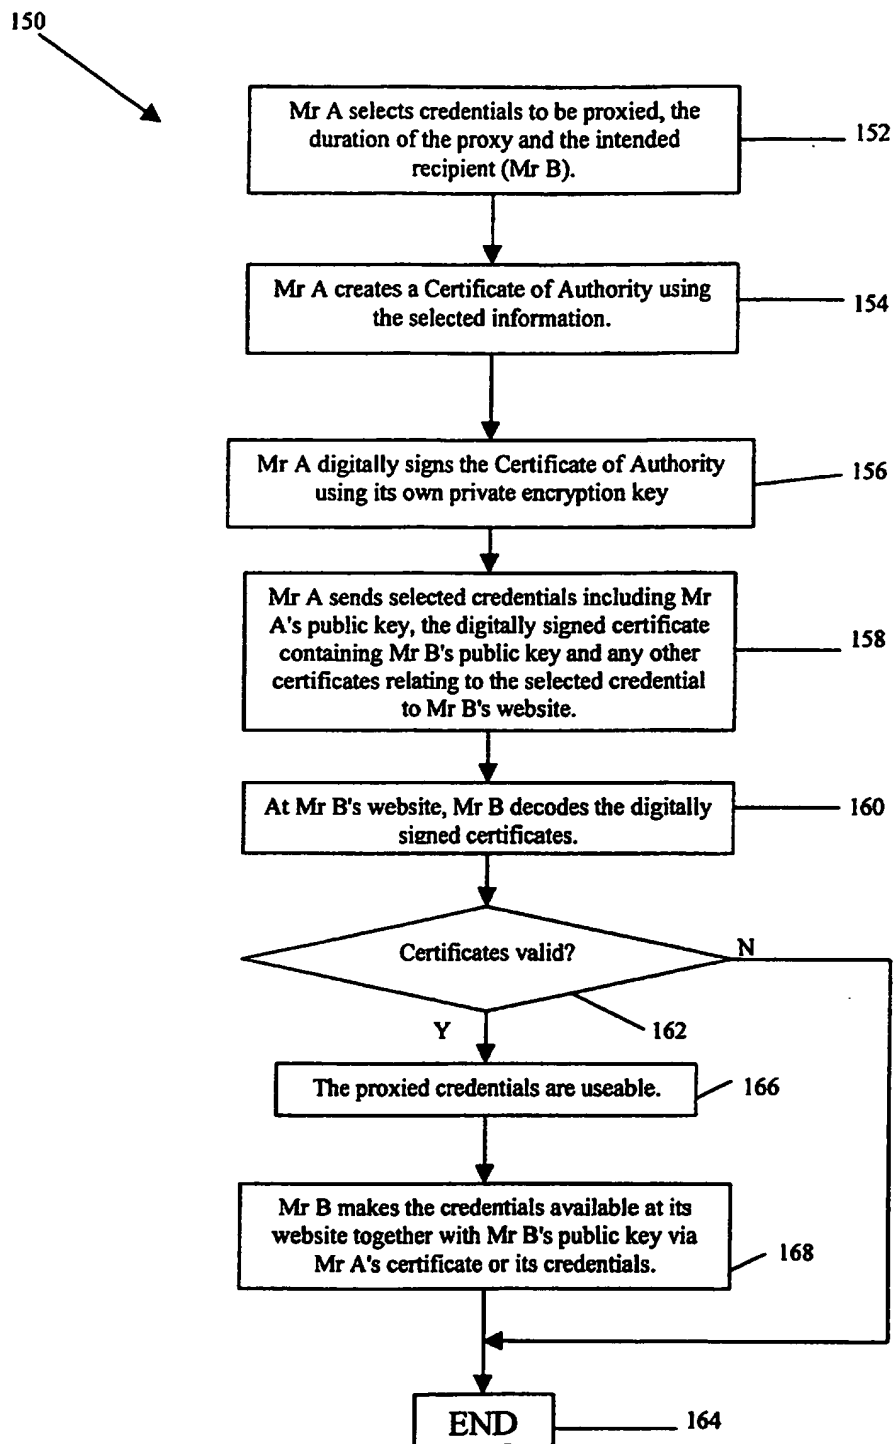 150
Mr A selects credentials to be proxied, the
duration of the proxy and the intended
recipient (Mr B).
152
Mr A creates a Certificate of Authority using
the selected information.
154
Mr A digitally signs the Certificate of Authority
using its own private encryption key
156
Mr A sends selected credentials including Mr
A's public key, the digitally signed certificate
containing Mr B's public key and any other
certificates relating to the selected credential
to Mr B's website.
158
At Mr B's website, Mr B decodes the digitally
signed certificates.
160
Certificates valid?
N
Y
162
The proxied credentials are useable.
166
Mr B makes the credentials available at its
website together with Mr B's public key via
Mr A's certificate or its credentials.
168
END
164